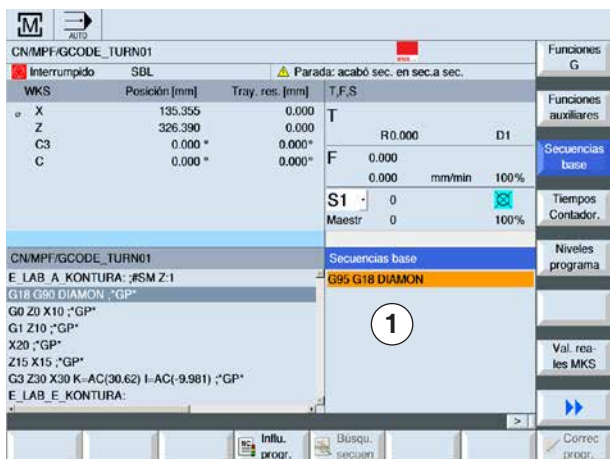 M
AUTO
CN/MPF/GCODE_TURN01
Interrumpido SBL Parada: acabó sec. en sec.a sec.
WKS Posición [mm] Tray. res. [mm] T,F,S
X 135.355 0.000
Z 326.390 0.000
C3 0.000 ° 0.000°
C 0.000 ° 0.000°
T
R0.000 D1
F 0.000
0.000 mm/min 100%
S1 0
Maestr 0 100%
CN/MPF/GCODE_TURN01
E_LAB_A_KONTURA: ;#SM Z:1
G18 G90 DIAMON ;*GP*
G0 Z0 X10 ;*GP*
G1 Z10 ;*GP*
X20 ;*GP*
Z15 X15 ;*GP*
G3 Z30 X30 K=AC(30.62) I=AC(-9.981) ;*GP*
E_LAB_E_KONTURA:
Secuencias base
G95 G18 DIAMON
1
Funciones
G
Funciones
auxiliares
Secuencias
base
Tiempos
Contador.
Niveles
programa
Val. rea-
les MKS
>
NC
Influ.
progr.
Búsqu.
secuen
Correc
progr.